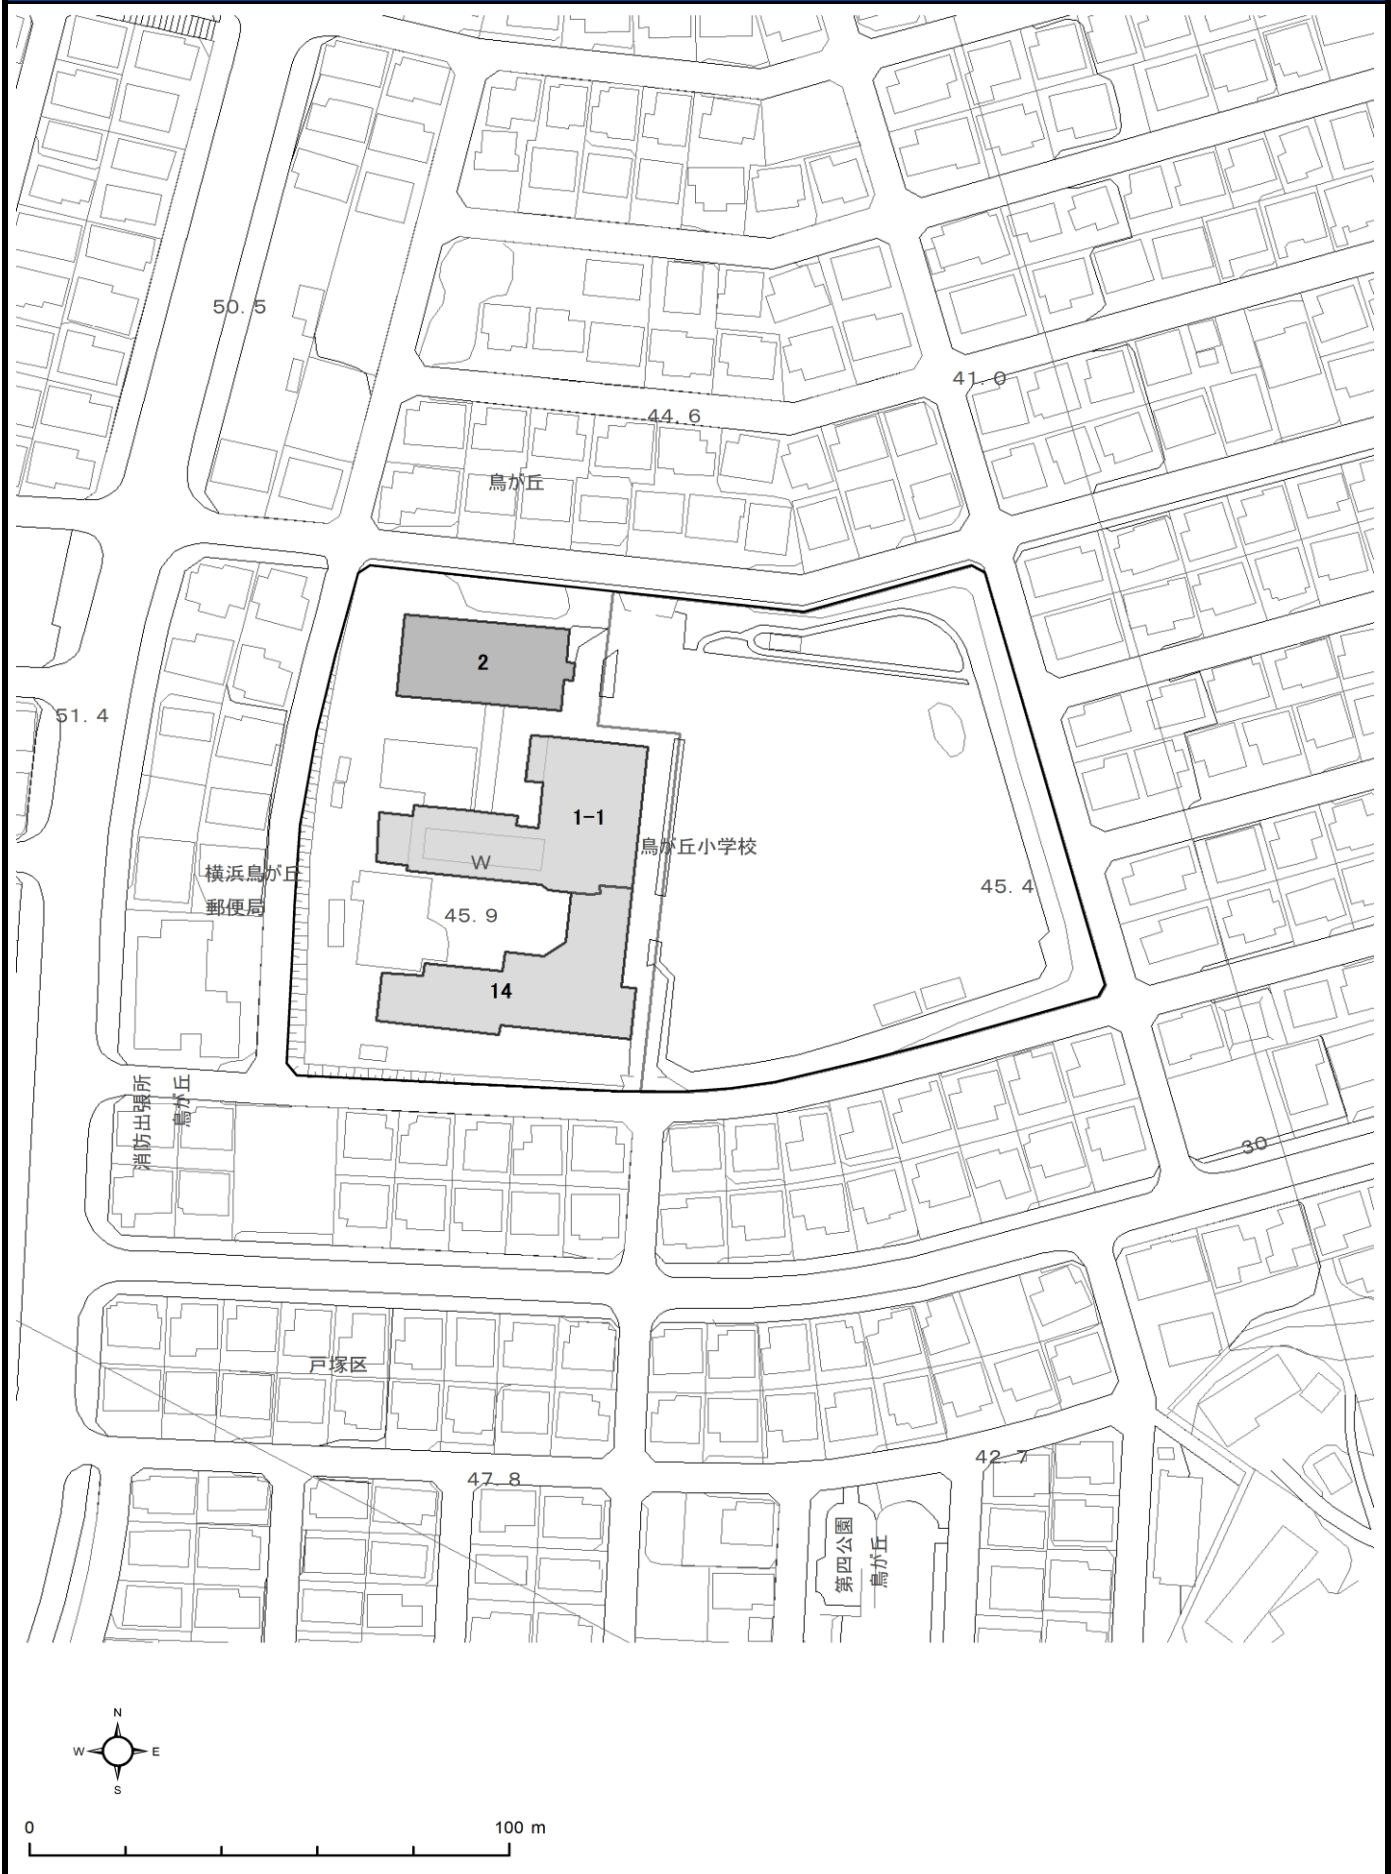 50. 5
41. 0
44. 6
鳥が丘
2
51. 4
1-1
鳥が丘小学校
W
横浜鳥が丘
郵便局
45. 4
45. 9
14
鳥が丘
消防出張所
30
戸塚区
42. 7
47. 8
鳥が丘
第四公園
N
W E
S
0 100 m